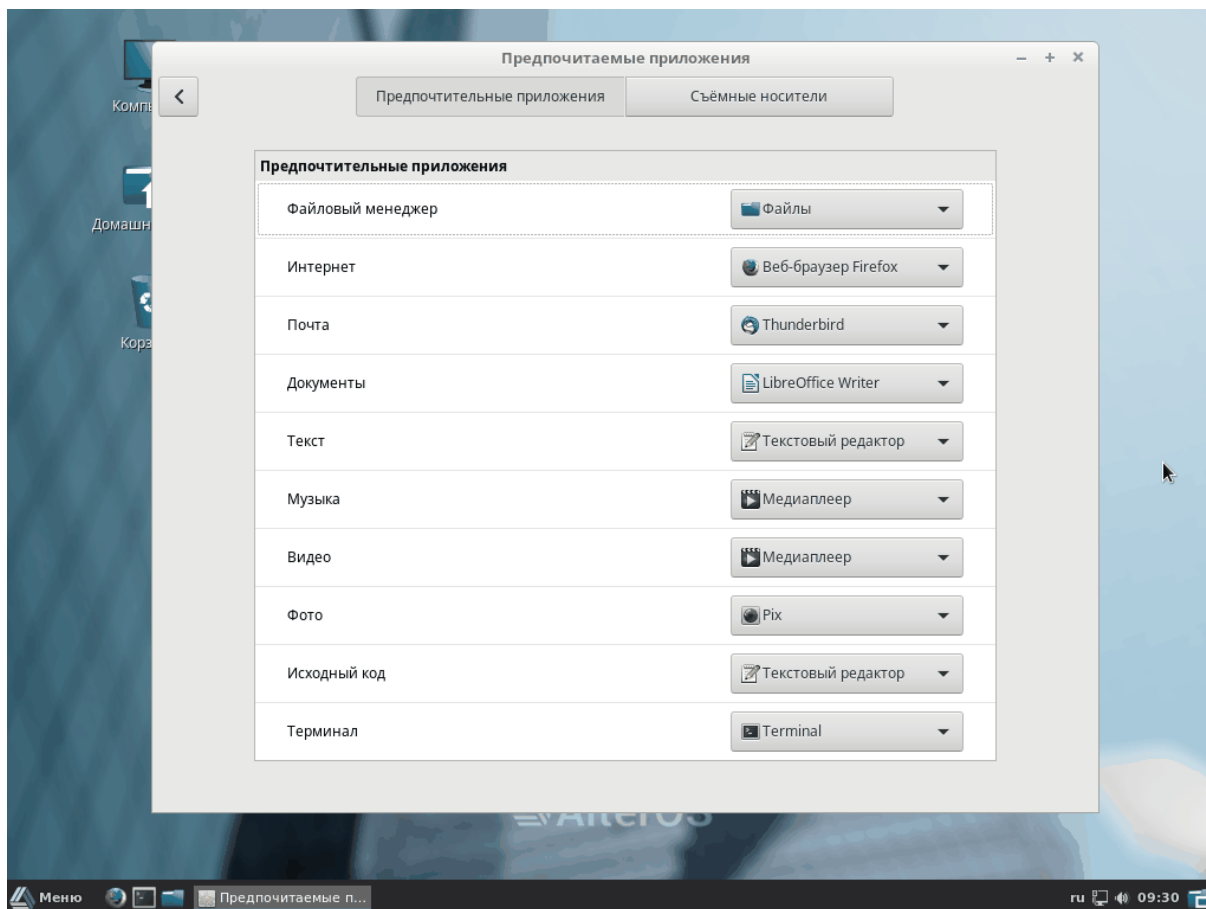 Предпочитаемые приложения
Предпочтительные приложения
Съёмные носители
Предпочтительные приложения
Файловый менеджер
Файлы
Интернет
Веб-браузер Firefox
Почта
Thunderbird
Документы
LibreOffice Writer
Текст
Текстовый редактор
Музыка
Медиаплеер
Видео
Медиаплеер
Фото
Pix
Исходный код
Текстовый редактор
Терминал
Terminal
AlterOS
Меню
Предпочитаемые п...
ru
09:30